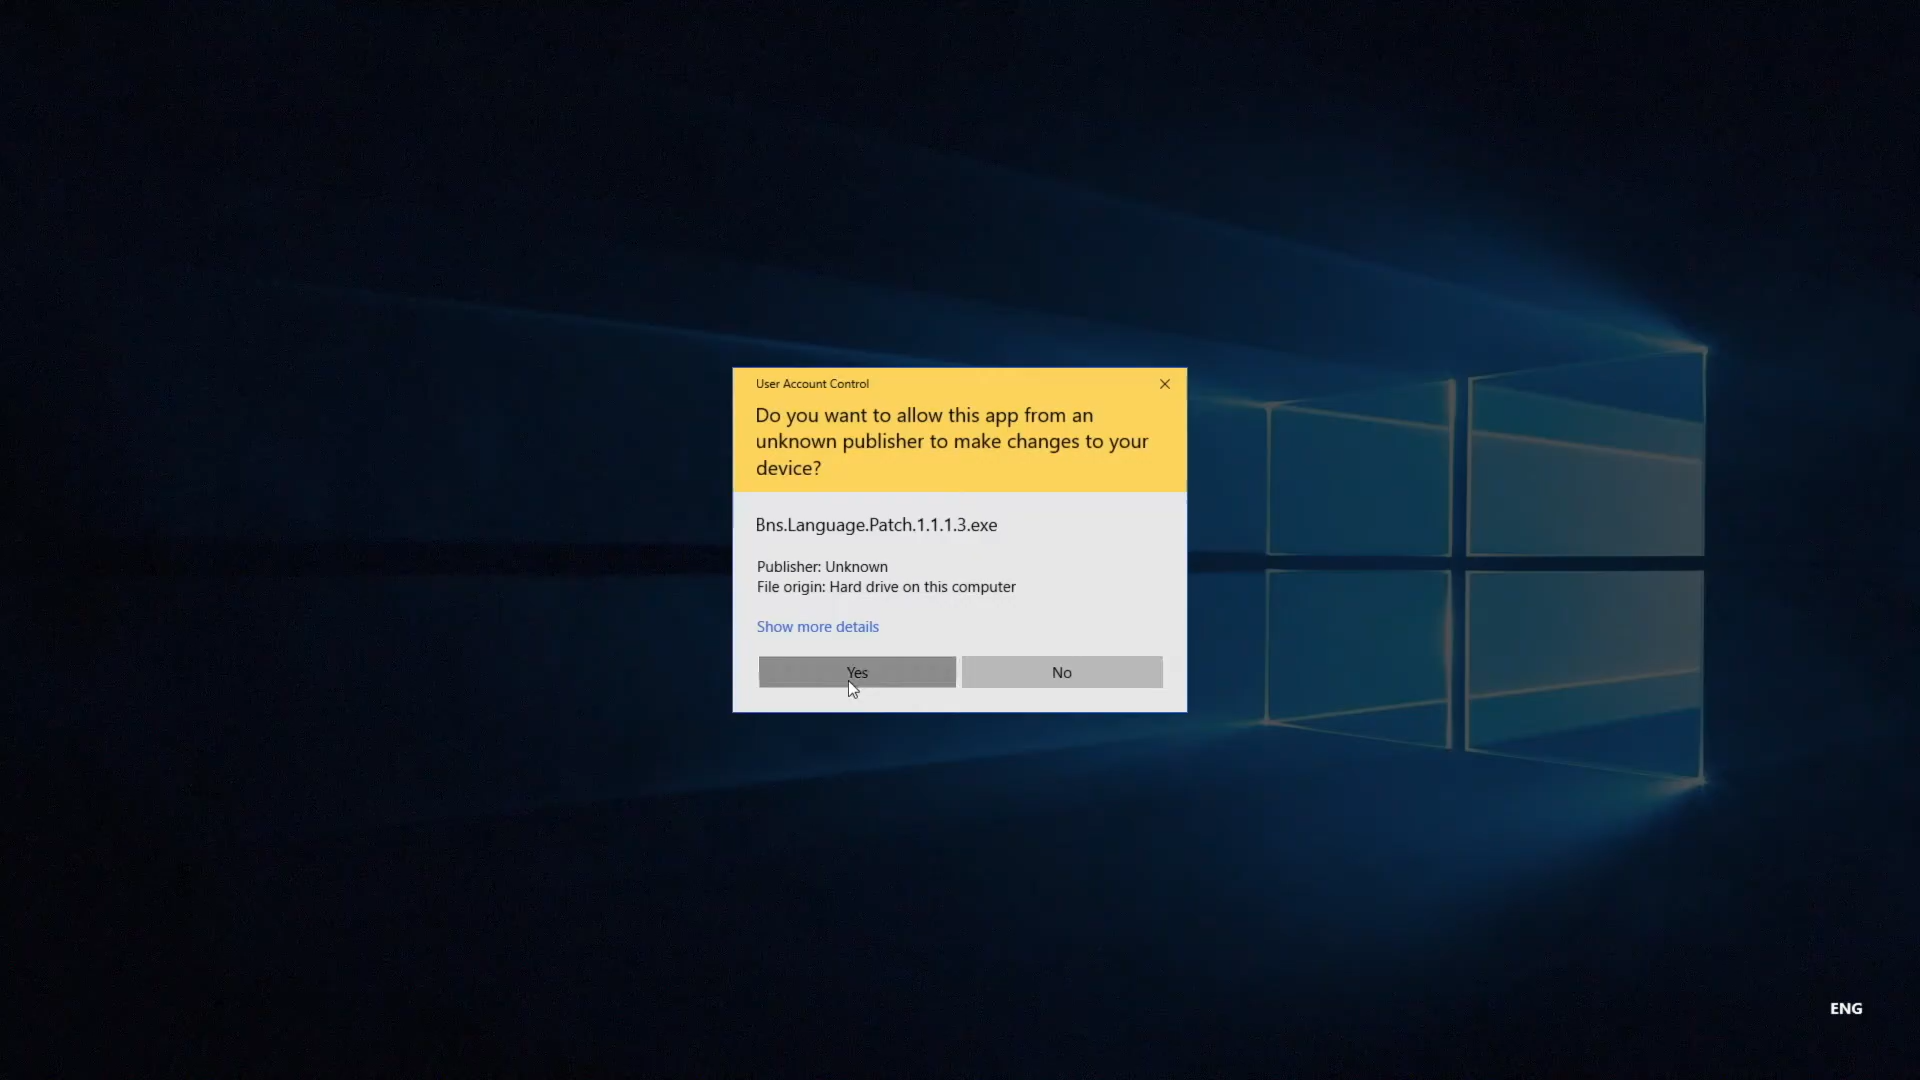 User Account Control
Do you want to allow this app from an
unknown publisher to make changes to your
device?
Bns.Language.Patch.1.1.1.3.exe
Publisher: Unknown
File origin: Hard drive on this computer
Show more details
Yes
No
ENG